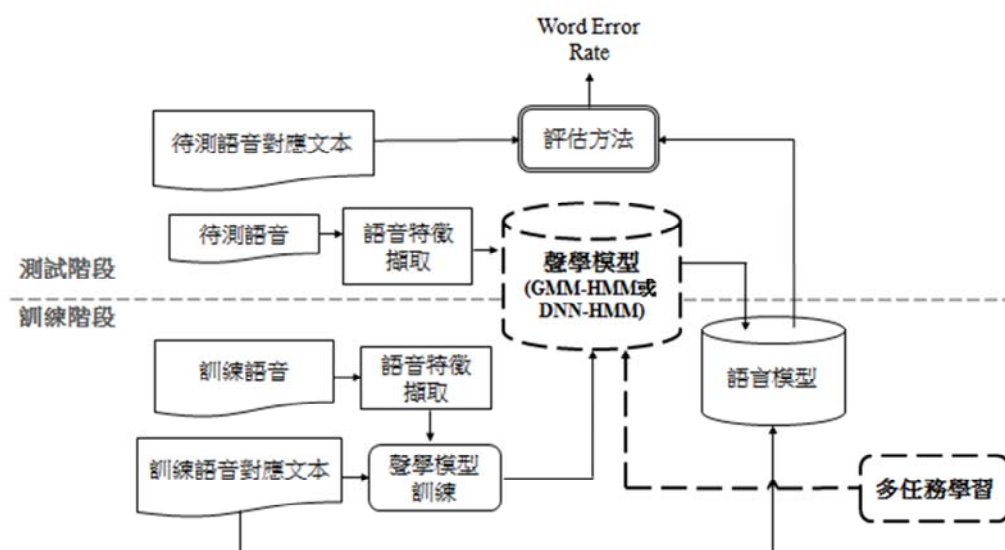 Word Error
Rate
待測語音對應文本
評估方法
待測語音
語音特徵
擷取
聲學模型
(GMM-HMM或
DNN-HMM)
測試階段
訓練階段
訓練語音
語音特徵
擷取
語言模型
訓練語音對應文本
聲學模型
訓練
多任務學習